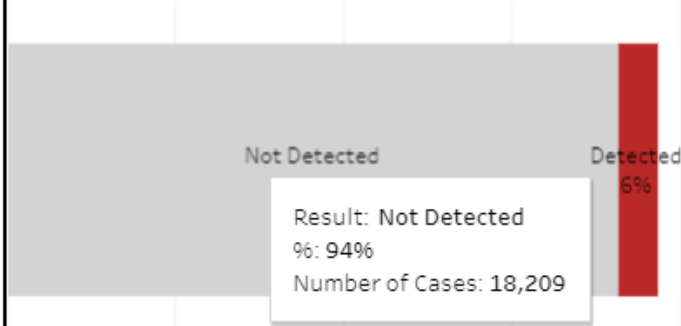 Not Detected
Detected
6%
Result: Not Detected
%: 94%
Number of Cases: 18,209